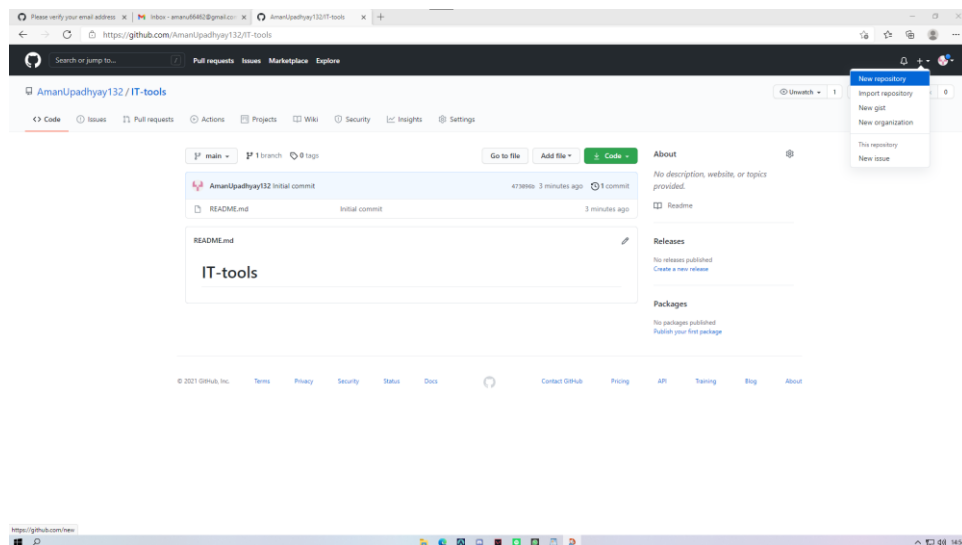 Please verify your email address
Inbox - amanu66462@gmail.com
AmanUpadhyay132/IT-tools
https://github.com/AmanUpadhyay132/IT-tools
Search or jump to...
Pull requests Issues Marketplace Explore
New repository
Import repository
New gist
New organization
This repository
New issue
AmanUpadhyay132 / IT-tools
Unwatch 1
0
Code Issues Pull requests Actions Projects Wiki Security Insights Settings
main 1 branch 0 tags
Go to file Add file Code
AmanUpadhyay132 Initial commit
3 minutes ago 1 commit
README.md Initial commit 3 minutes ago
README.md
IT-tools
About
No description, website, or topics
provided.
Readme
Releases
No releases published
Create a new release
Packages
No packages published
Publish your first package
© 2021 GitHub, Inc. Terms Privacy Security Status Docs Contact GitHub Pricing API Training Blog About
https://github.com/new